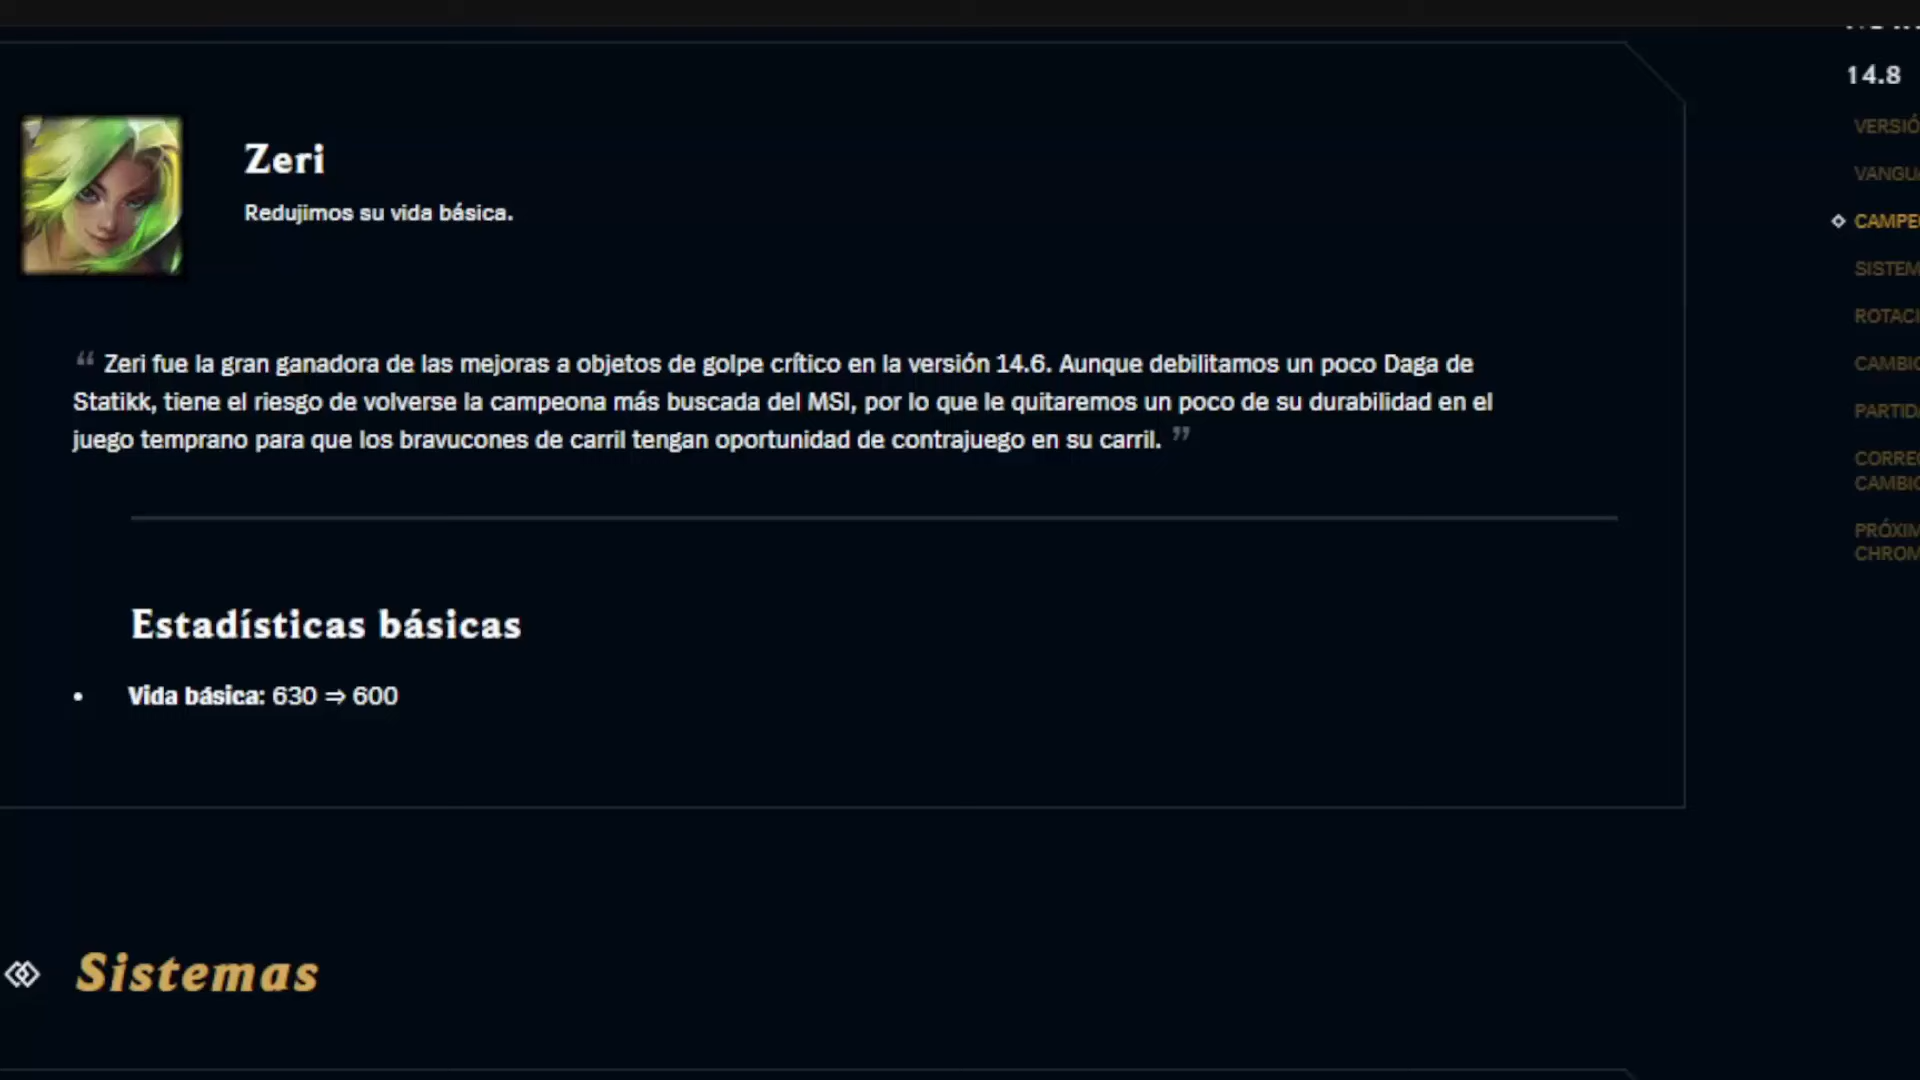 Zeri
Redujimos su vida básica.
“ Zeri fue la gran ganadora de las mejoras a objetos de golpe crítico en la versión 14.6. Aunque debilitamos un poco Daga de
Statikk, tiene el riesgo de volverse la campeona más buscada del MSI, por lo que le quitaremos un poco de su durabilidad en el
juego temprano para que los bravucones de carril tengan oportunidad de contrajuego en su carril. ”
Estadísticas básicas
• Vida básica: 630 ⇒ 600
Sistemas
14.8
VERSIÓ
VANGUA
CAMPE
SISTEM
ROTACI
CAMBIO
PARTID
CORREC
CAMBIO
PRÓXIM
CHROM